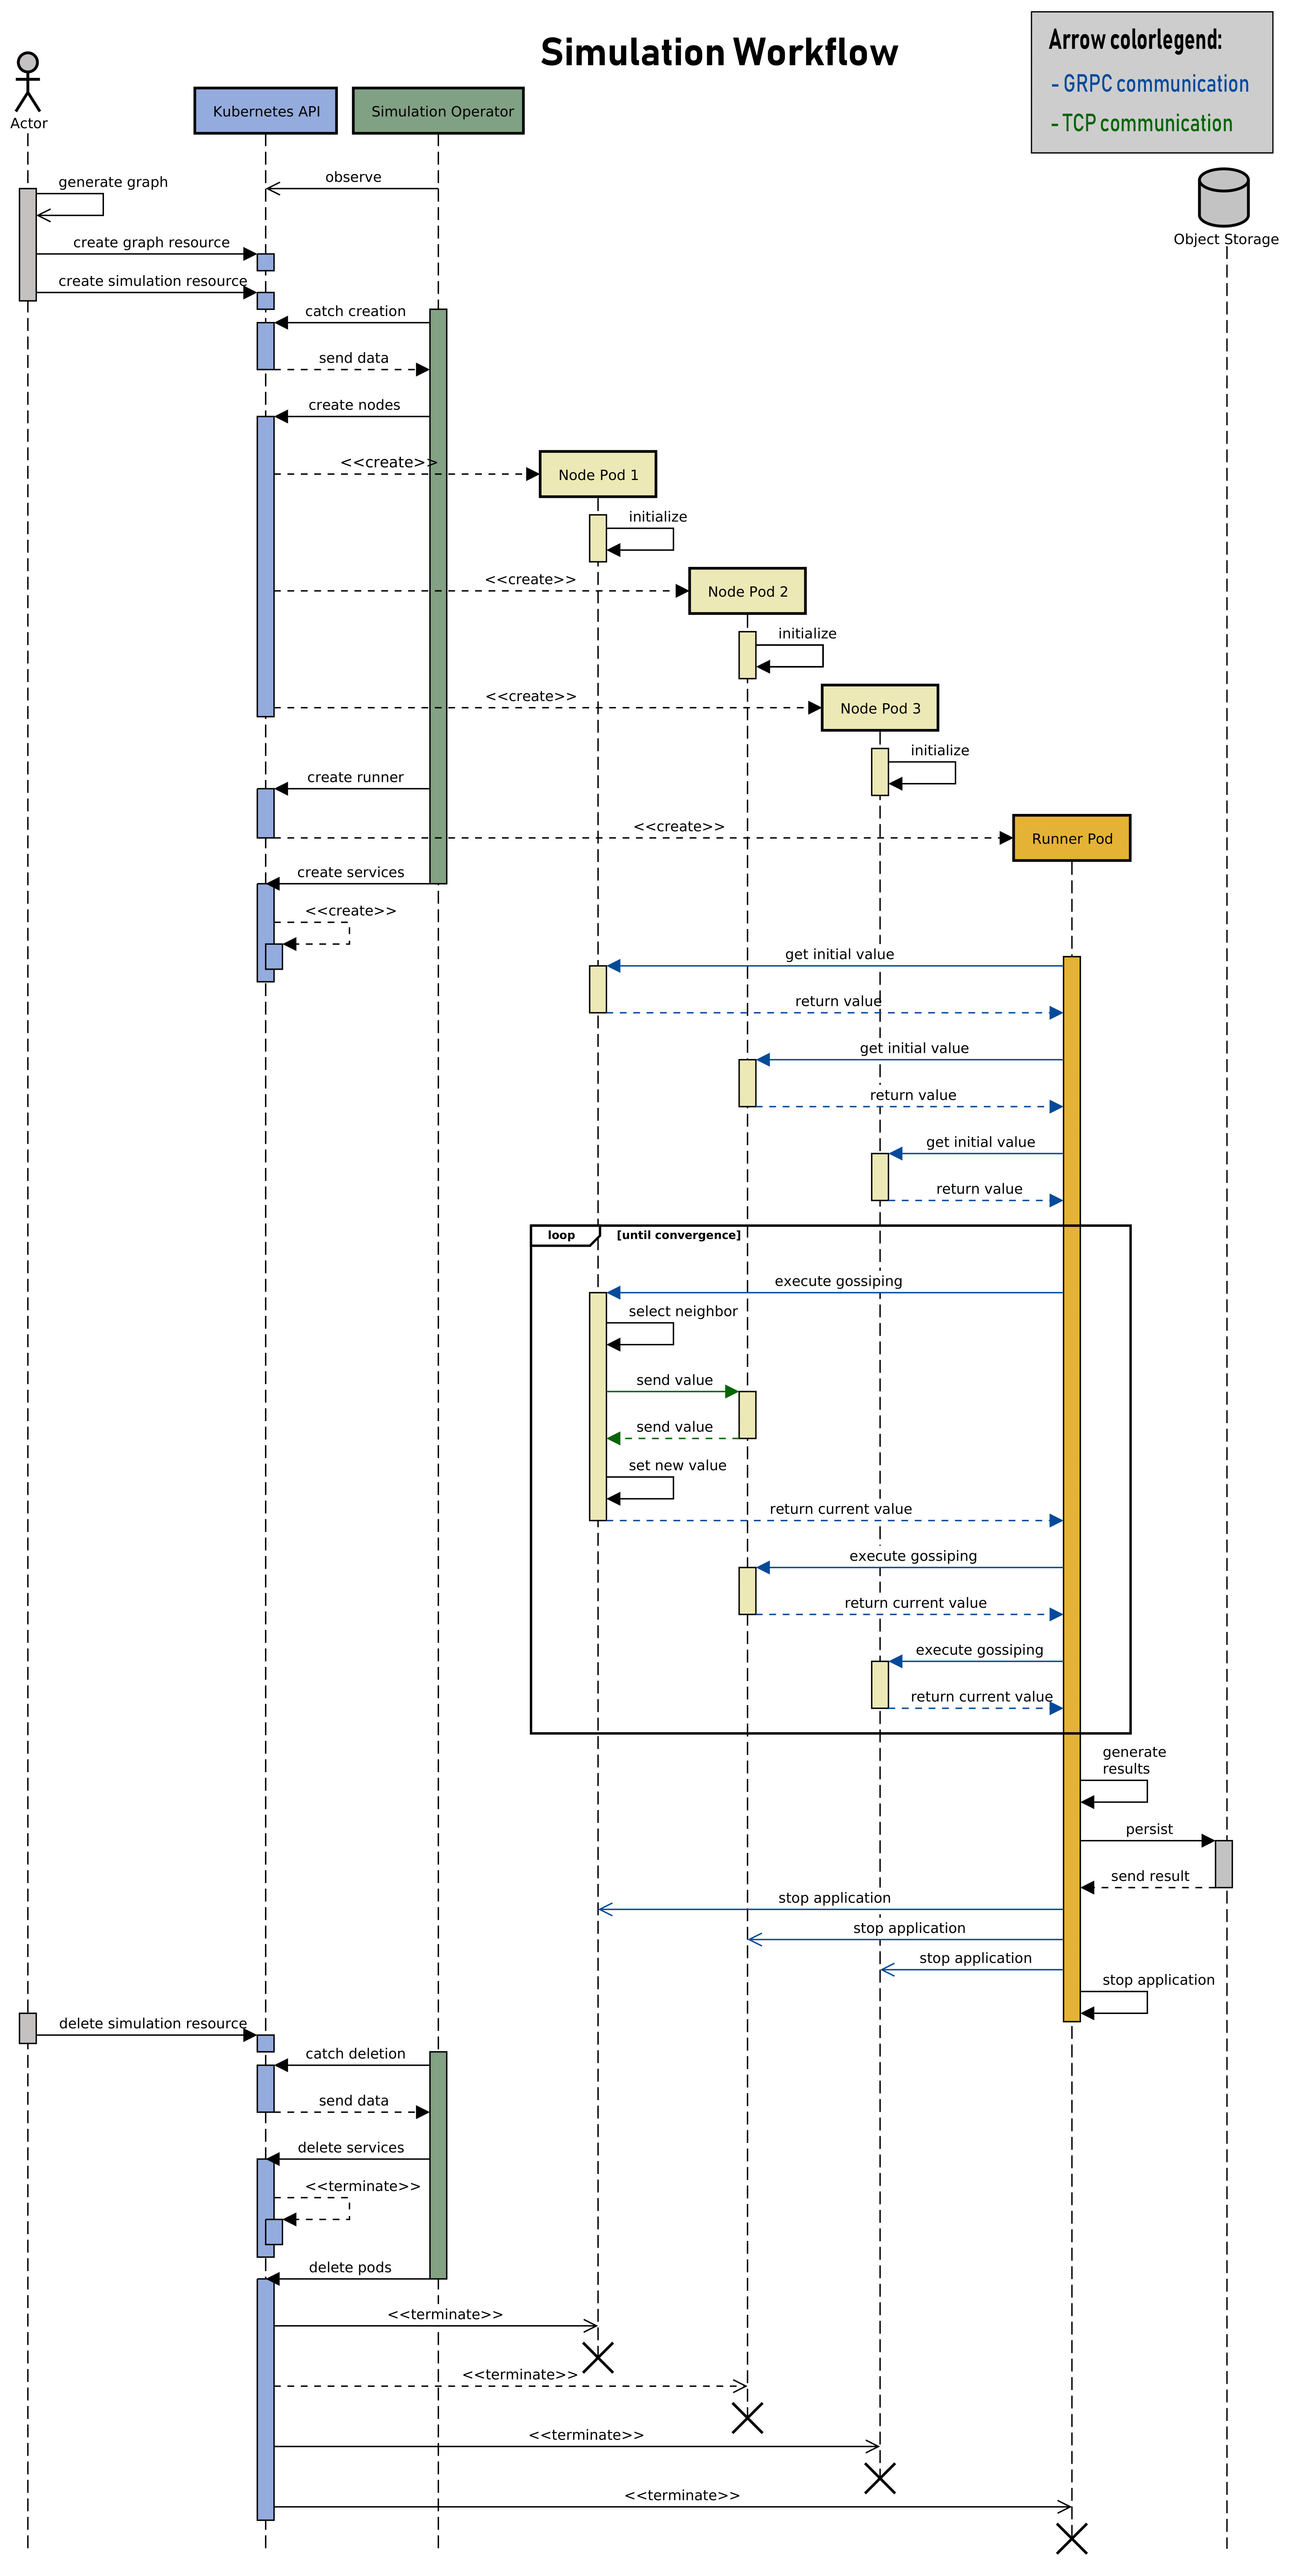 Simulation Workflow
Arrow colorlegend:
- GRPC communication
- TCP communication
Actor
Kubernetes API
Simulation Operator
Object Storage
observe
generate graph
create graph resource
create simulation resource
catch creation
send data
create nodes
<<create>>
Node Pod 1
initialize
<<create>>
Node Pod 2
initialize
<<create>>
Node Pod 3
initialize
create runner
<<create>>
Runner Pod
create services
<<create>>
get initial value
return value
get initial value
return value
get initial value
return value
loop
[until convergence]
execute gossiping
select neighbor
send value
send value
set new value
return current value
execute gossiping
return current value
execute gossiping
return current value
generate
results
persist
send result
stop application
stop application
stop application
stop application
delete simulation resource
catch deletion
send data
delete services
<<terminate>>
delete pods
<<terminate>>
<<terminate>>
<<terminate>>
<<terminate>>